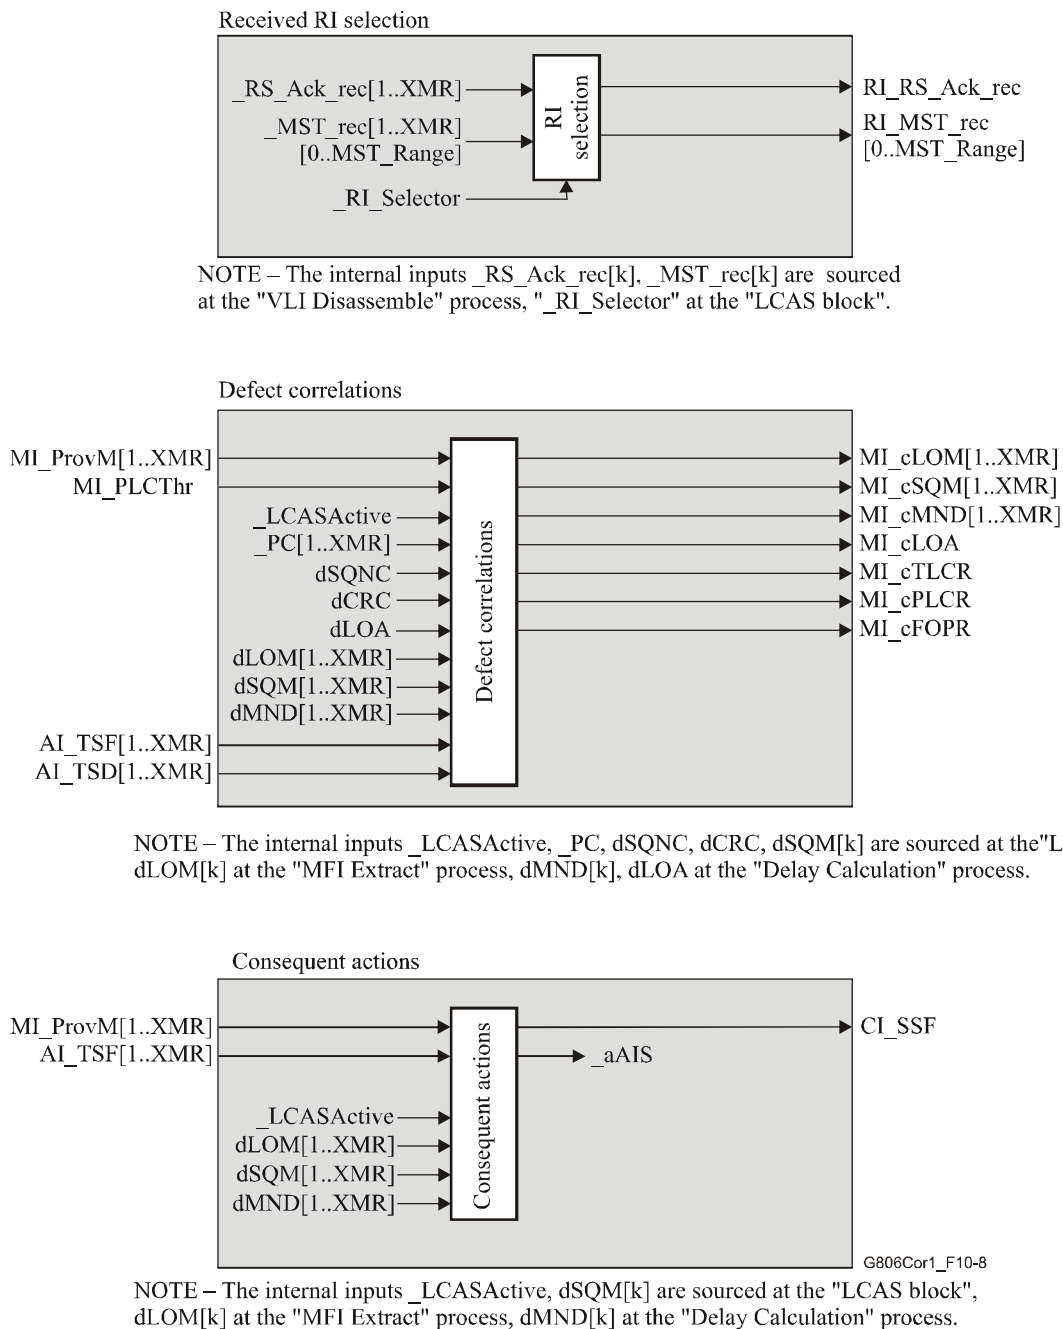 Received RI selection
_RS_Ack_rec[1..XMR]
_MST_rec[1..XMR]
[0..MST_Range]
_RI_Selector
RI
selection
RI_RS_Ack_rec
RI_MST_rec
[0..MST_Range]
NOTE – The internal inputs _RS_Ack_rec[k], _MST_rec[k] are sourced
at the "VLI Disassemble" process, "_RI_Selector" at the "LCAS block".
Defect correlations
MI_ProvM[1..XMR]
MI_PLCThr
_LCASActive
_PC[1..XMR]
dSQNC
dCRC
dLOA
dLOM[1..XMR]
dSQM[1..XMR]
dMND[1..XMR]
AI_TSF[1..XMR]
AI_TSD[1..XMR]
Defect correlations
MI_cLOM[1..XMR]
MI_cSQM[1..XMR]
MI_cMND[1..XMR]
MI_cLOA
MI_cTLCR
MI_cPLCR
MI_cFOPR
NOTE – The internal inputs _LCASActive, _PC, dSQNC, dCRC, dSQM[k] are sourced at the"L
dLOM[k] at the "MFI Extract" process, dMND[k], dLOA at the "Delay Calculation" process.
Consequent actions
MI_ProvM[1..XMR]
AI_TSF[1..XMR]
_LCASActive
dLOM[1..XMR]
dSQM[1..XMR]
dMND[1..XMR]
Consequent actions
CI_SSF
_aAIS
G806Cor1_F10-8
NOTE – The internal inputs _LCASActive, dSQM[k] are sourced at the "LCAS block",
dLOM[k] at the "MFI Extract" process, dMND[k] at the "Delay Calculation" process.